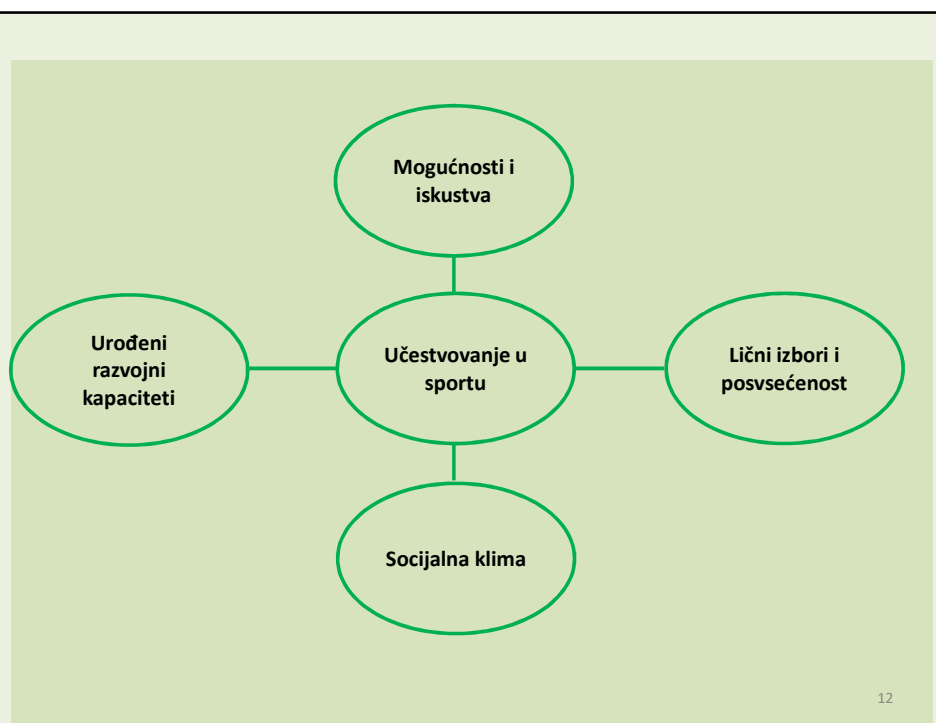 Mogućnosti i
iskustva
Urođeni
razvojni
kapaciteti
Učestvovanje u
sportu
Lični izbori i
posvsećenost
Socijalna klima
12